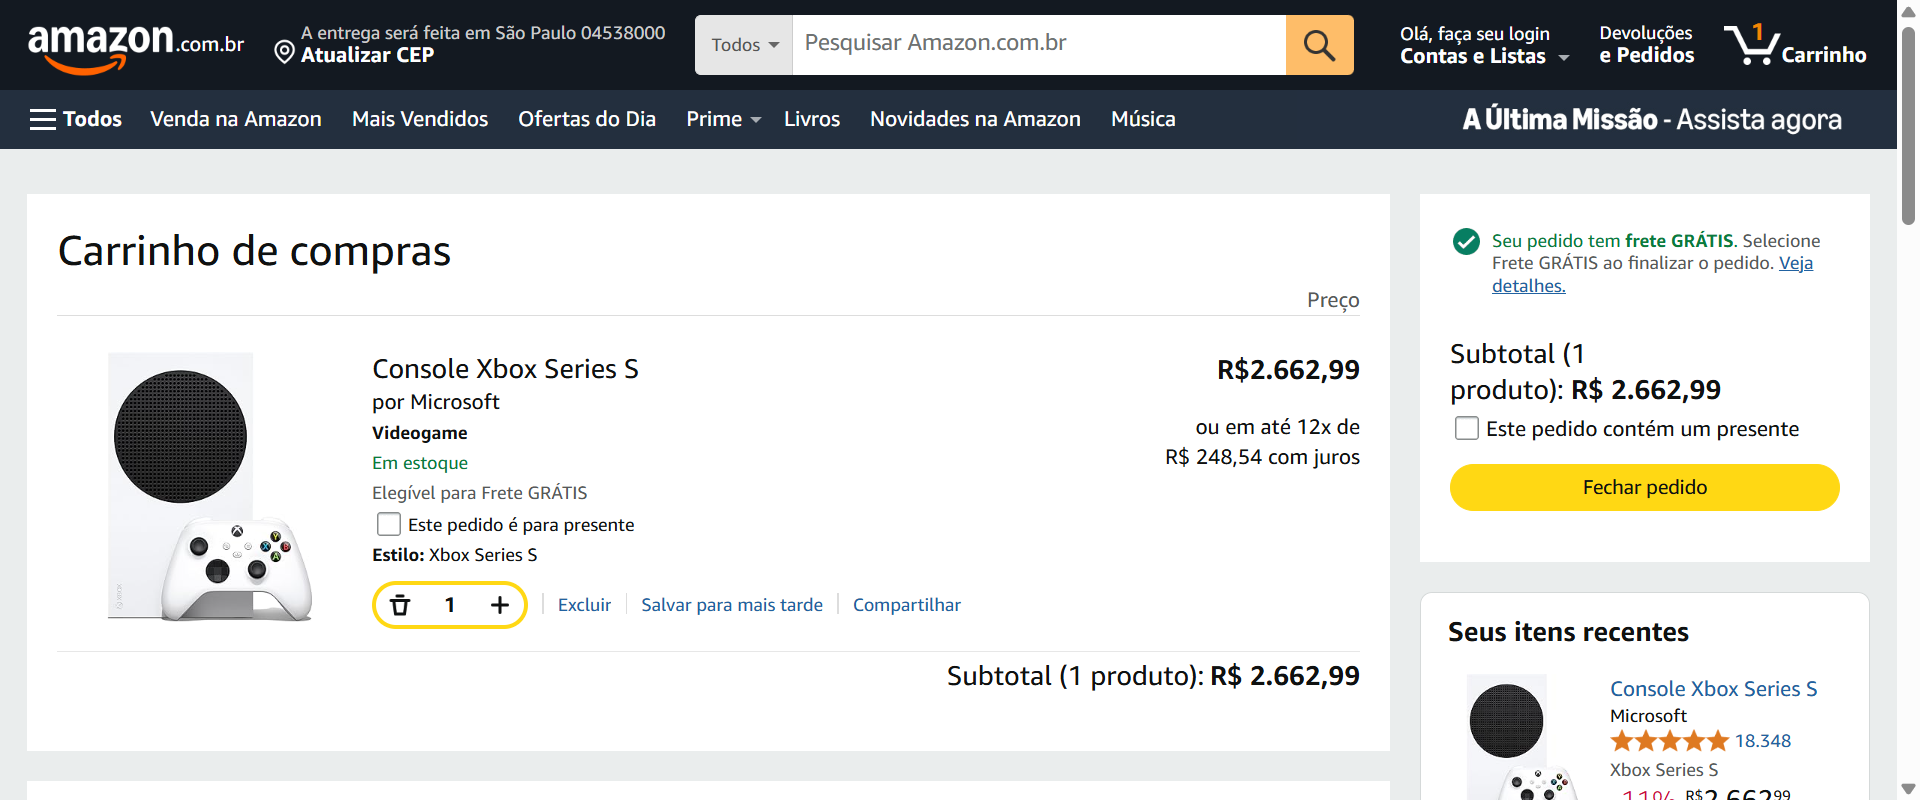 amazon.com.br
A entrega será feita em São Paulo 04538000
Atualizar CEP
Todos
Pesquisar Amazon.com.br
Olá, faça seu login
Contas e Listas
Devoluções
e Pedidos
1
Carrinho
Todos
Venda na Amazon
Mais Vendidos
Ofertas do Dia
Prime
Livros
Novidades na Amazon
Música
A Última Missão - Assista agora
Carrinho de compras
Preço
Console Xbox Series S
por Microsoft
Videogame
Em estoque
Elegível para Frete GRÁTIS
Este pedido é para presente
Estilo: Xbox Series S
1
Excluir
Salvar para mais tarde
Compartilhar
R$2.662,99
ou em até 12x de
R$ 248,54 com juros
Subtotal (1 produto): R$ 2.662,99
Seu pedido tem frete GRÁTIS. Selecione
Frete GRÁTIS ao finalizar o pedido. Veja
detalhes.
Subtotal (1
produto): R$ 2.662,99
Este pedido contém um presente
Fechar pedido
Seus itens recentes
Console Xbox Series S
Microsoft
18.348
Xbox Series S
-11% R$2.662,99